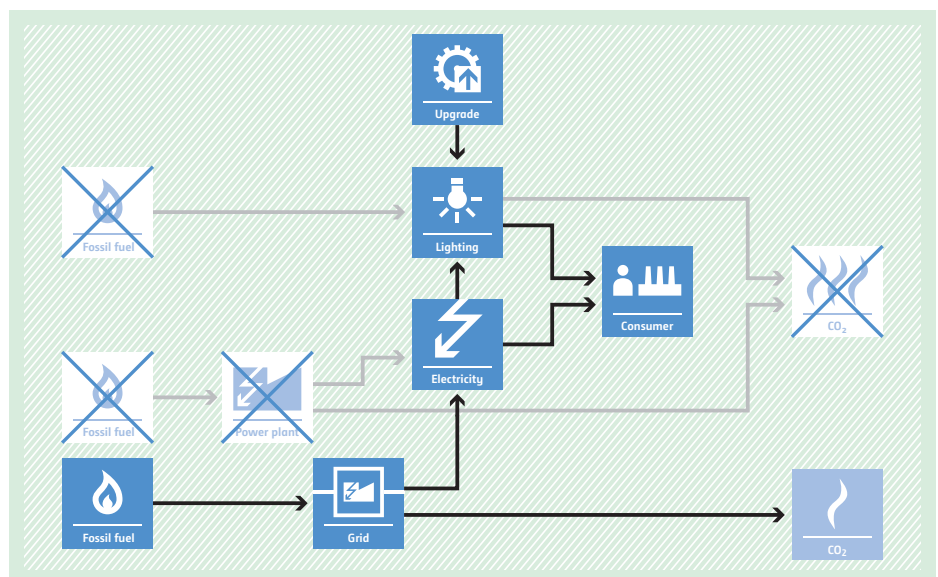 Upgrade
Fossil fuel
Lighting
Consumer
CO₂
Electricity
Fossil fuel
Power plant
Fossil fuel
Grid
CO₂